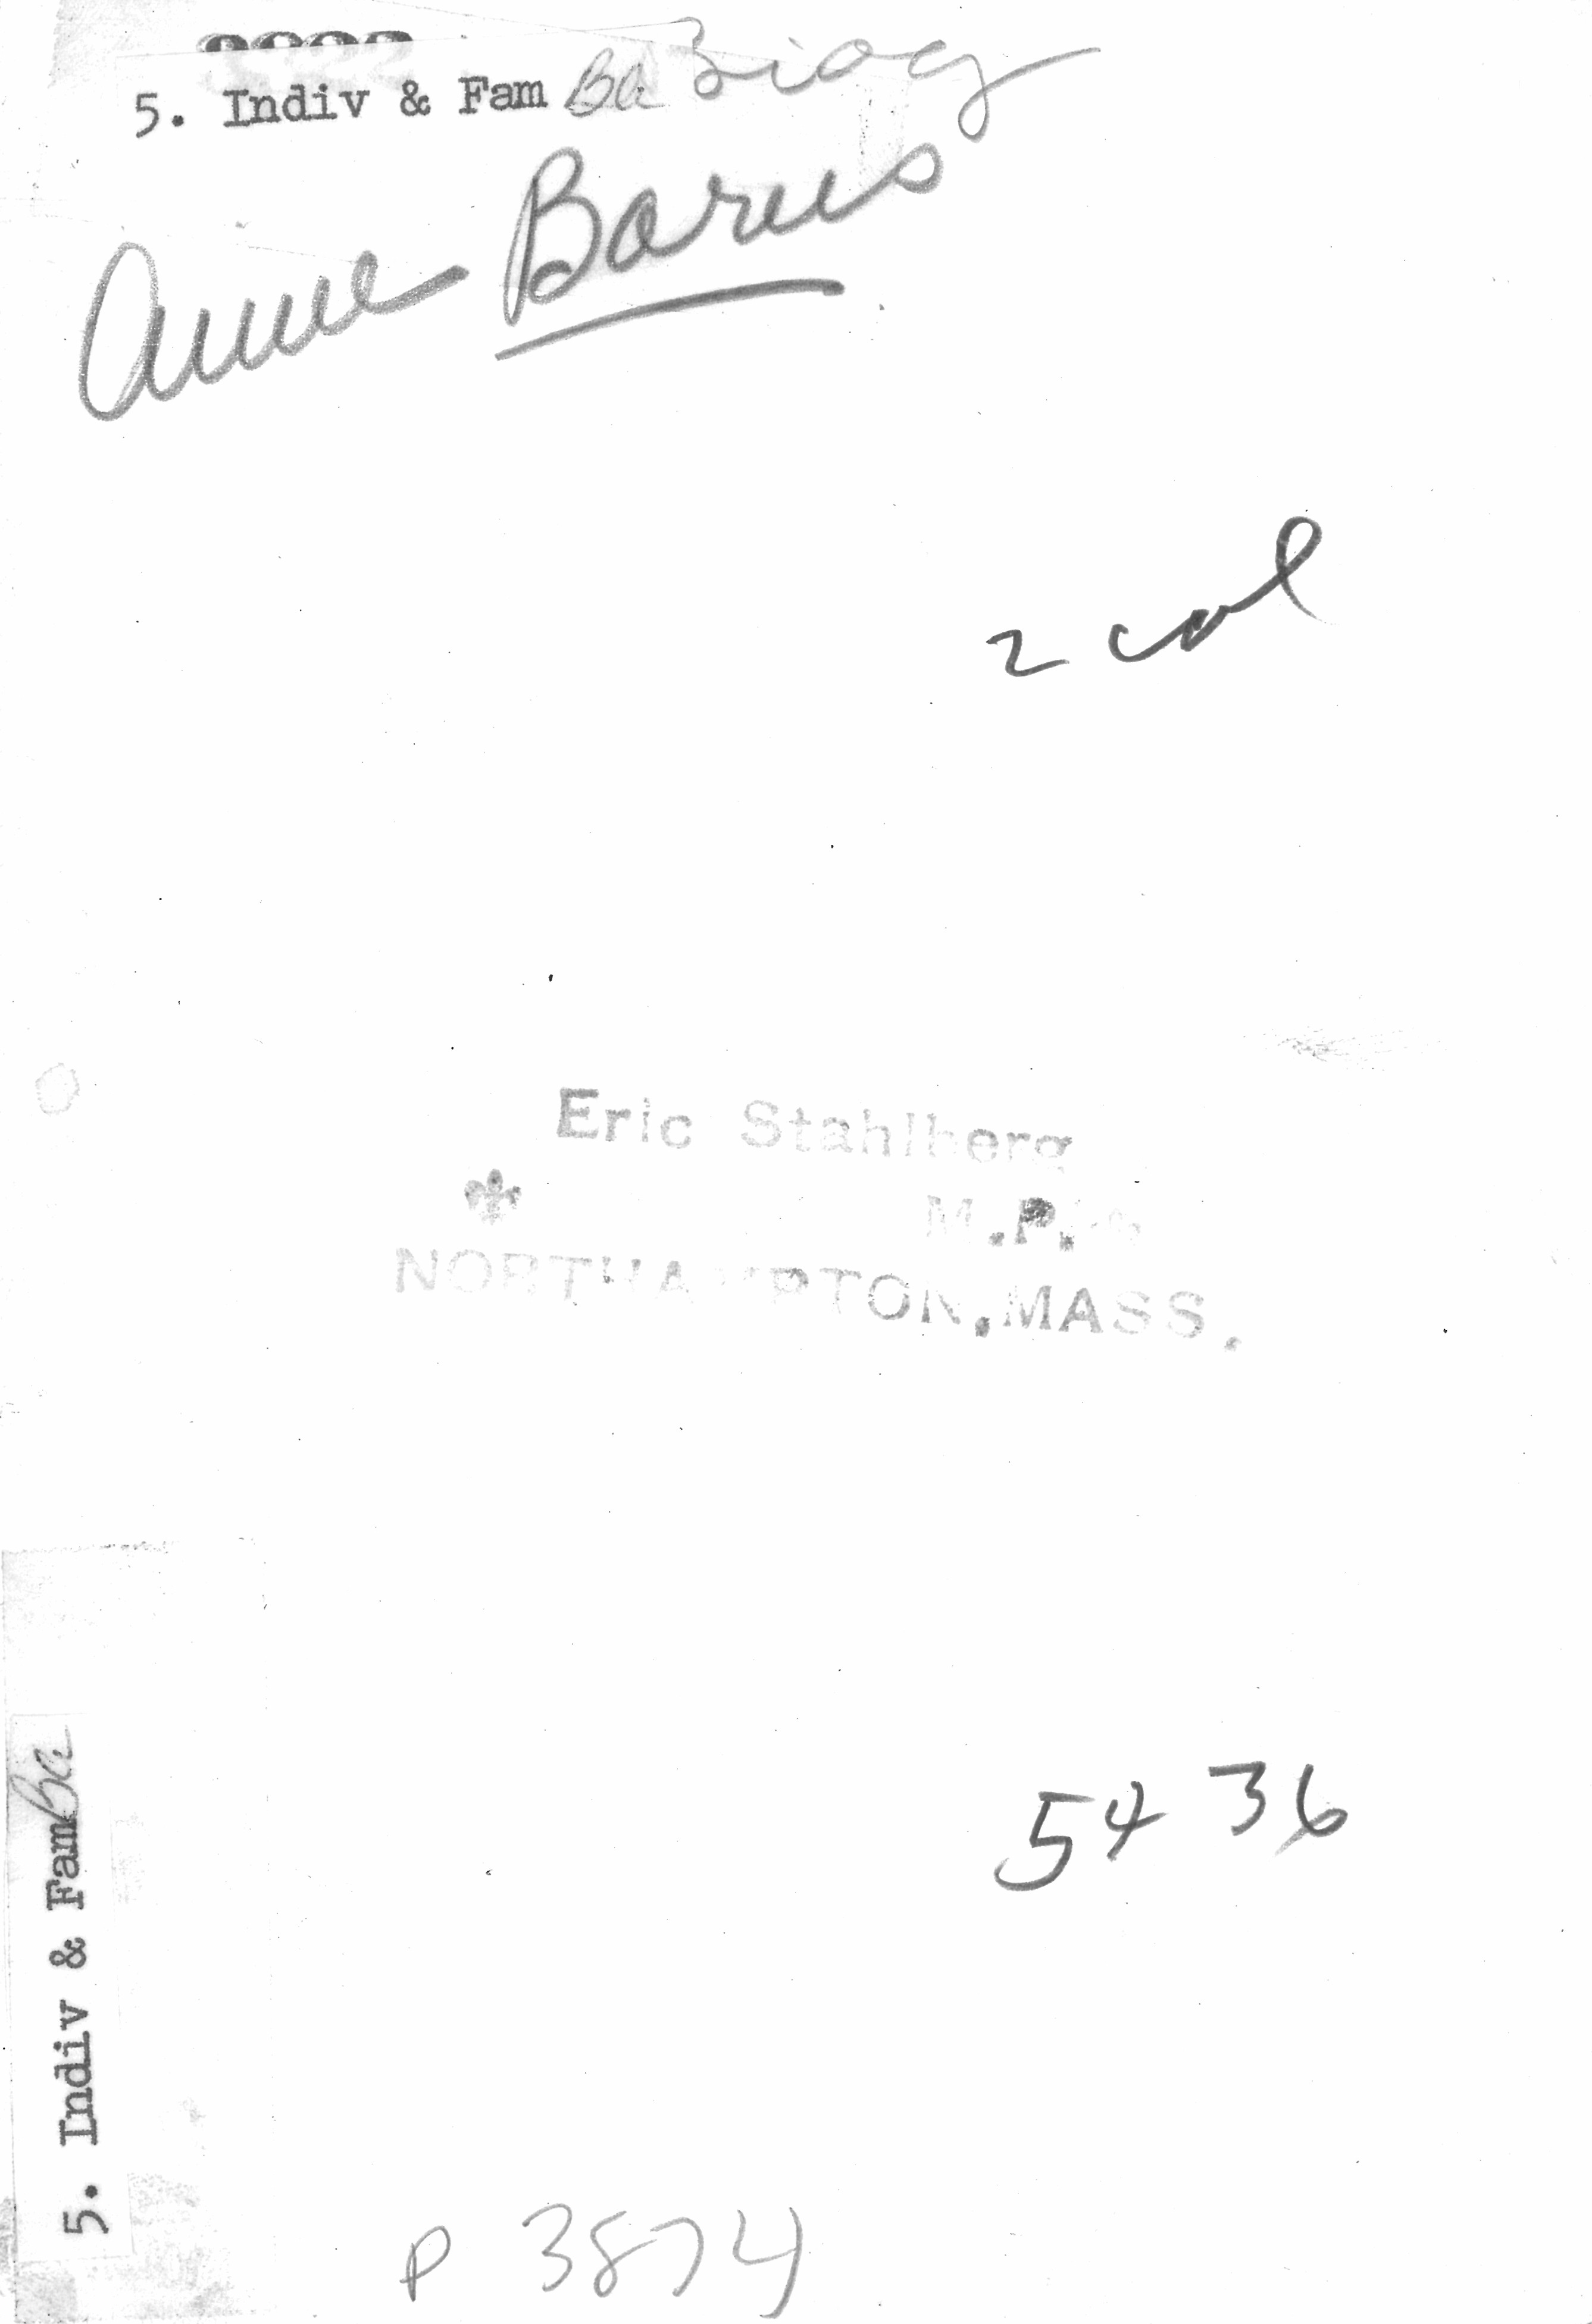 5. Indiv & Fam Ba Biog
Anne Barus
2 col
Eric Stahlberg
M.P.
NORTHAMPTON, MASS.
5436
5. Indiv & Fam Ba
P 3874